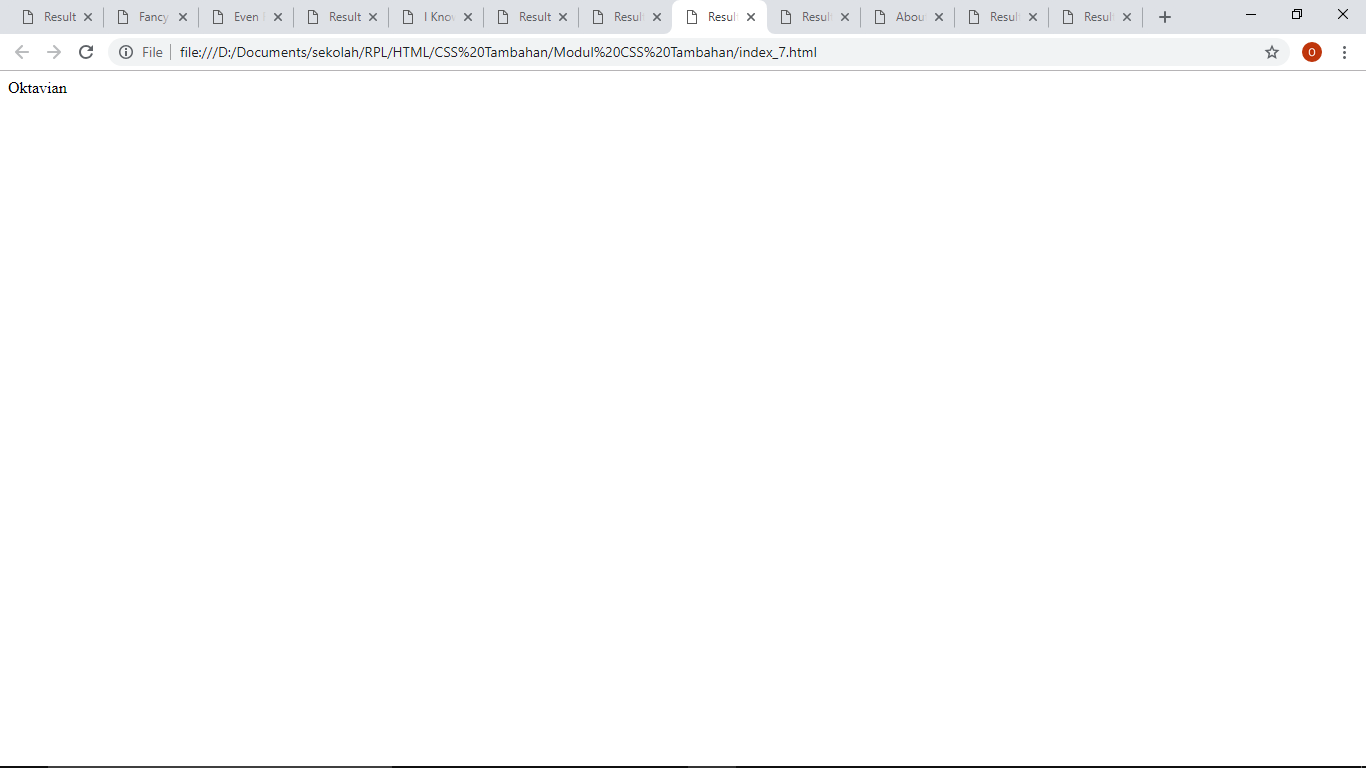 Result Fancy Even I Know Result Result Result Result About Result Result
File file:///D:/Documents/sekolah/RPL/HTML/CSS%20Tambahan/Modul%20CSS%20Tambahan/index_7.html O
Oktavian